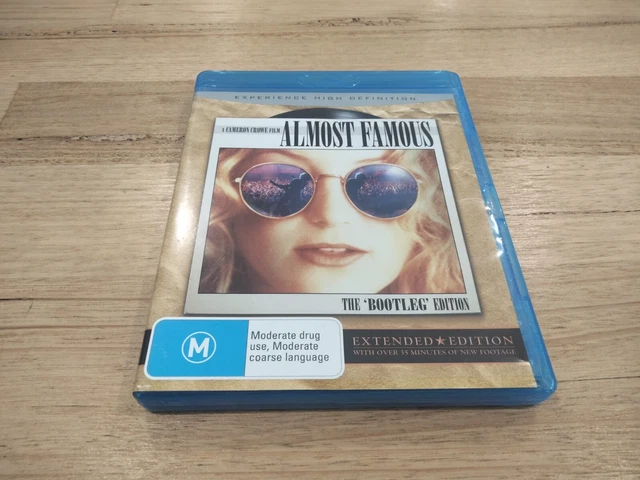 EXPERIENCE HIGH DEFINITION
A CAMERON CROWE FILM ALMOST FAMOUS
THE 'BOOTLEG' EDITION
M
Moderate drug
use, Moderate
coarse language
EXTENDED★EDITION
WITH OVER 35 MINUTES OF NEW FOOTAGE